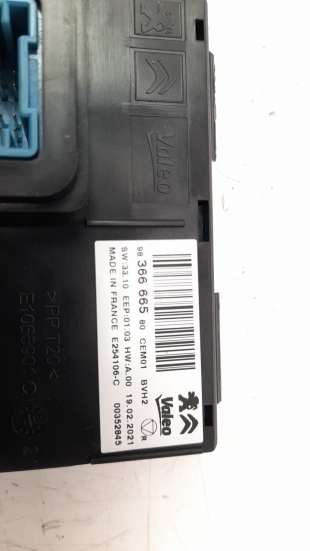 Valeo
98 366 665 80 CEM01 BVH2
SW:33.10 EEP:01.03 HW:A.00 19.02.2021
MADE IN FRANCE E254106-C 00352845
Valeo
R
>PP T20<